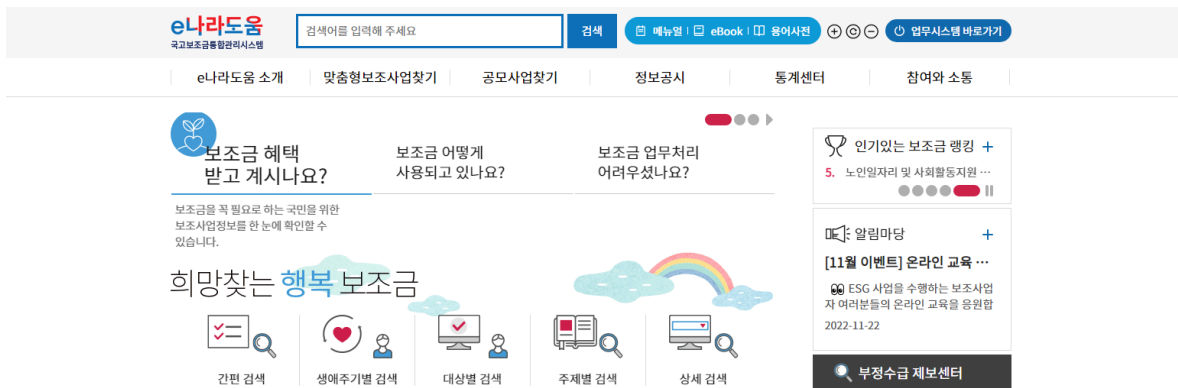 e나라도움
국고보조금통합관리시스템
검색어를 입력해 주세요
검색
메뉴얼 eBook 용어사전
업무시스템 바로가기
e나라도움 소개 맞춤형보조사업찾기 공모사업찾기 정보공시 통계센터 참여와 소통
보조금 혜택
받고 계시나요?
보조금 어떻게
사용되고 있나요?
보조금 업무처리
어려우셨나요?
보조금을 꼭 필요로 하는 국민을 위한
보조사업정보를 한 눈에 확인할 수
있습니다.
희망찾는 행복 보조금
간편 검색 생애주기별 검색 대상별 검색 주제별 검색 상세 검색
인기있는 보조금 랭킹 +
5. 노인일자리 및 사회활동지원 …
알림마당 +
[11월 이벤트] 온라인 교육 …
👀 ESG 사업을 수행하는 보조사업
자 여러분들의 온라인 교육을 응원합
2022-11-22
부정수급 제보센터